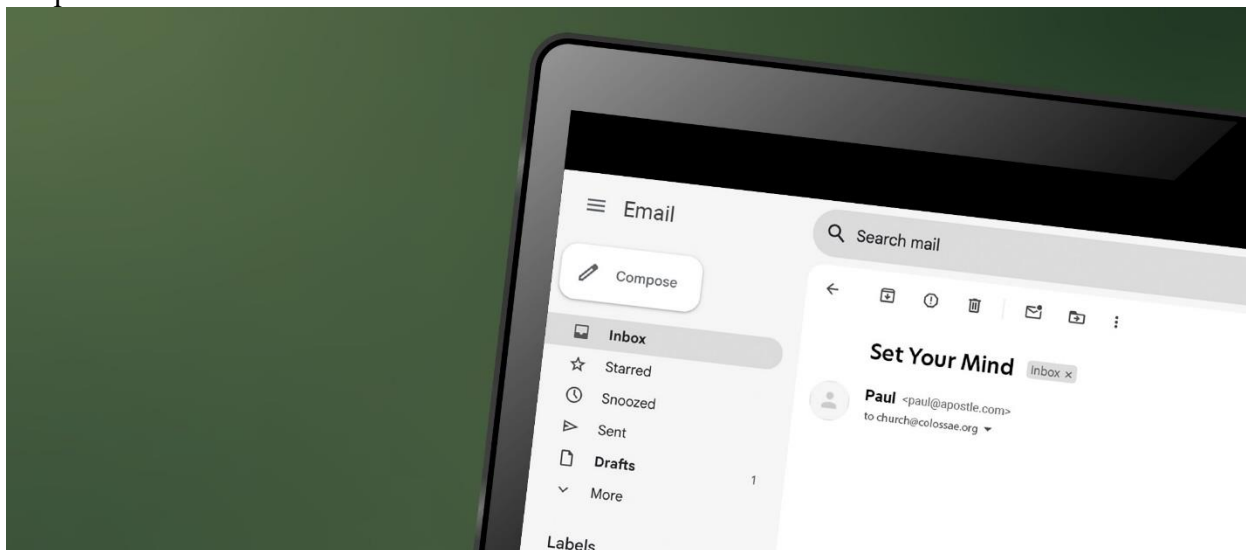 Email
Search mail
Compose
Inbox
Starred
Snoozed
Sent
Drafts 1
More
Labels
Set Your Mind Inbox ×
Paul <paul@apostle.com>
to church@colossae.org